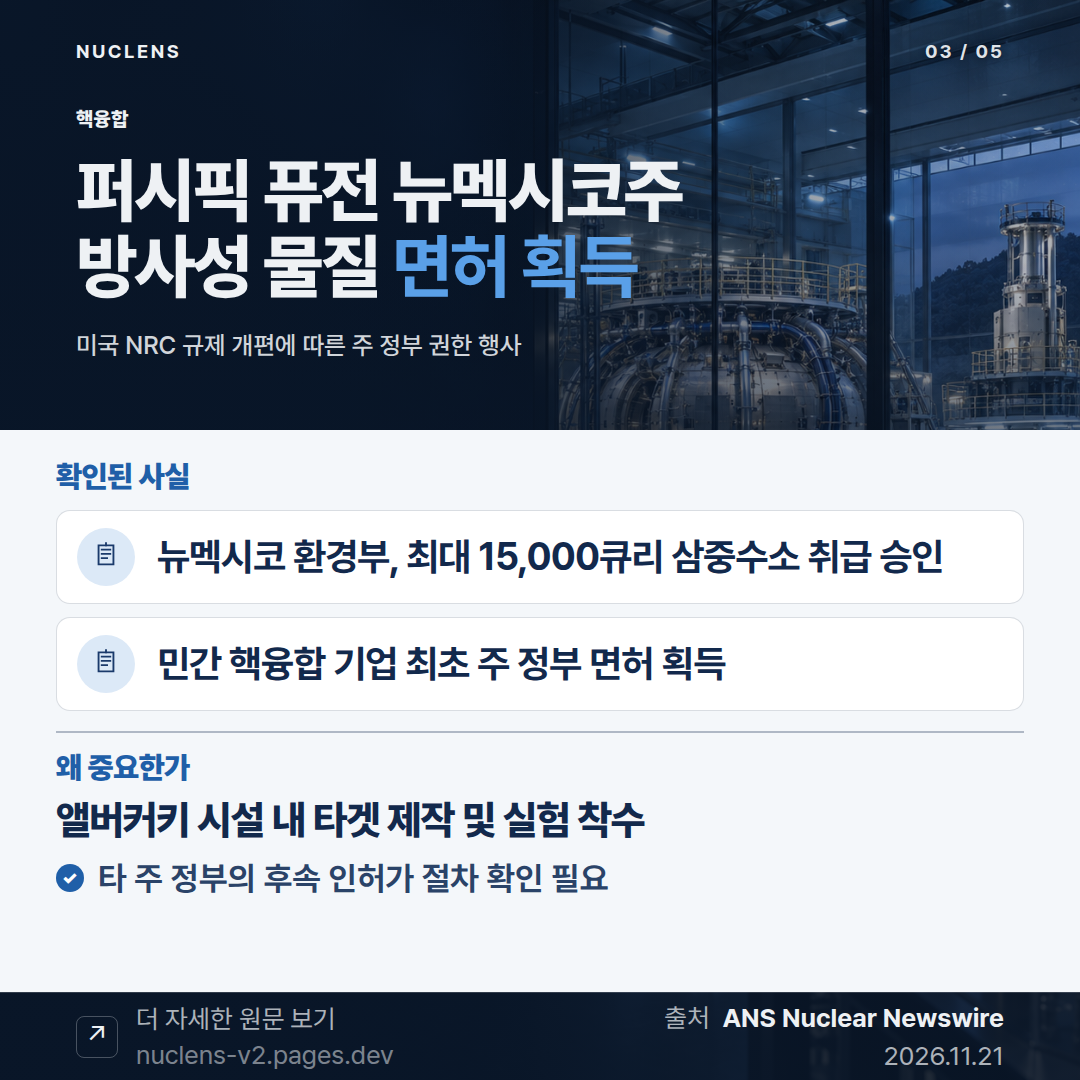 NUCLENS
03 / 05
핵융합
퍼시픽 퓨전 뉴멕시코주
방사성 물질 면허 획득
미국 NRC 규제 개편에 따른 주 정부 권한 행사
확인된 사실
뉴멕시코 환경부, 최대 15,000큐리 삼중수소 취급 승인
민간 핵융합 기업 최초 주 정부 면허 획득
왜 중요한가
앨버커키 시설 내 타겟 제작 및 실험 착수
타 주 정부의 후속 인허가 절차 확인 필요
더 자세한 원문 보기
nuclens-v2.pages.dev
출처 ANS Nuclear Newswire
2026.11.21